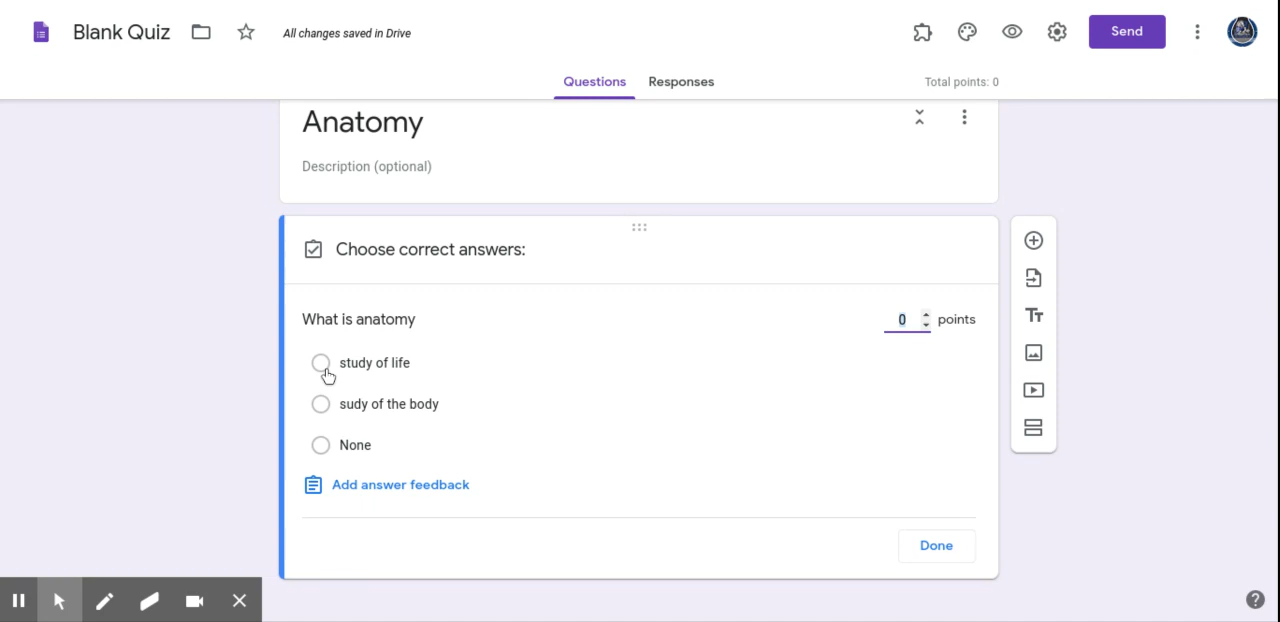 Blank Quiz
All changes saved in Drive
Send
Questions
Responses
Total points: 0
Anatomy
Description (optional)
Choose correct answers:
What is anatomy
0 points
study of life
sudy of the body
None
Add answer feedback
Done
Tт